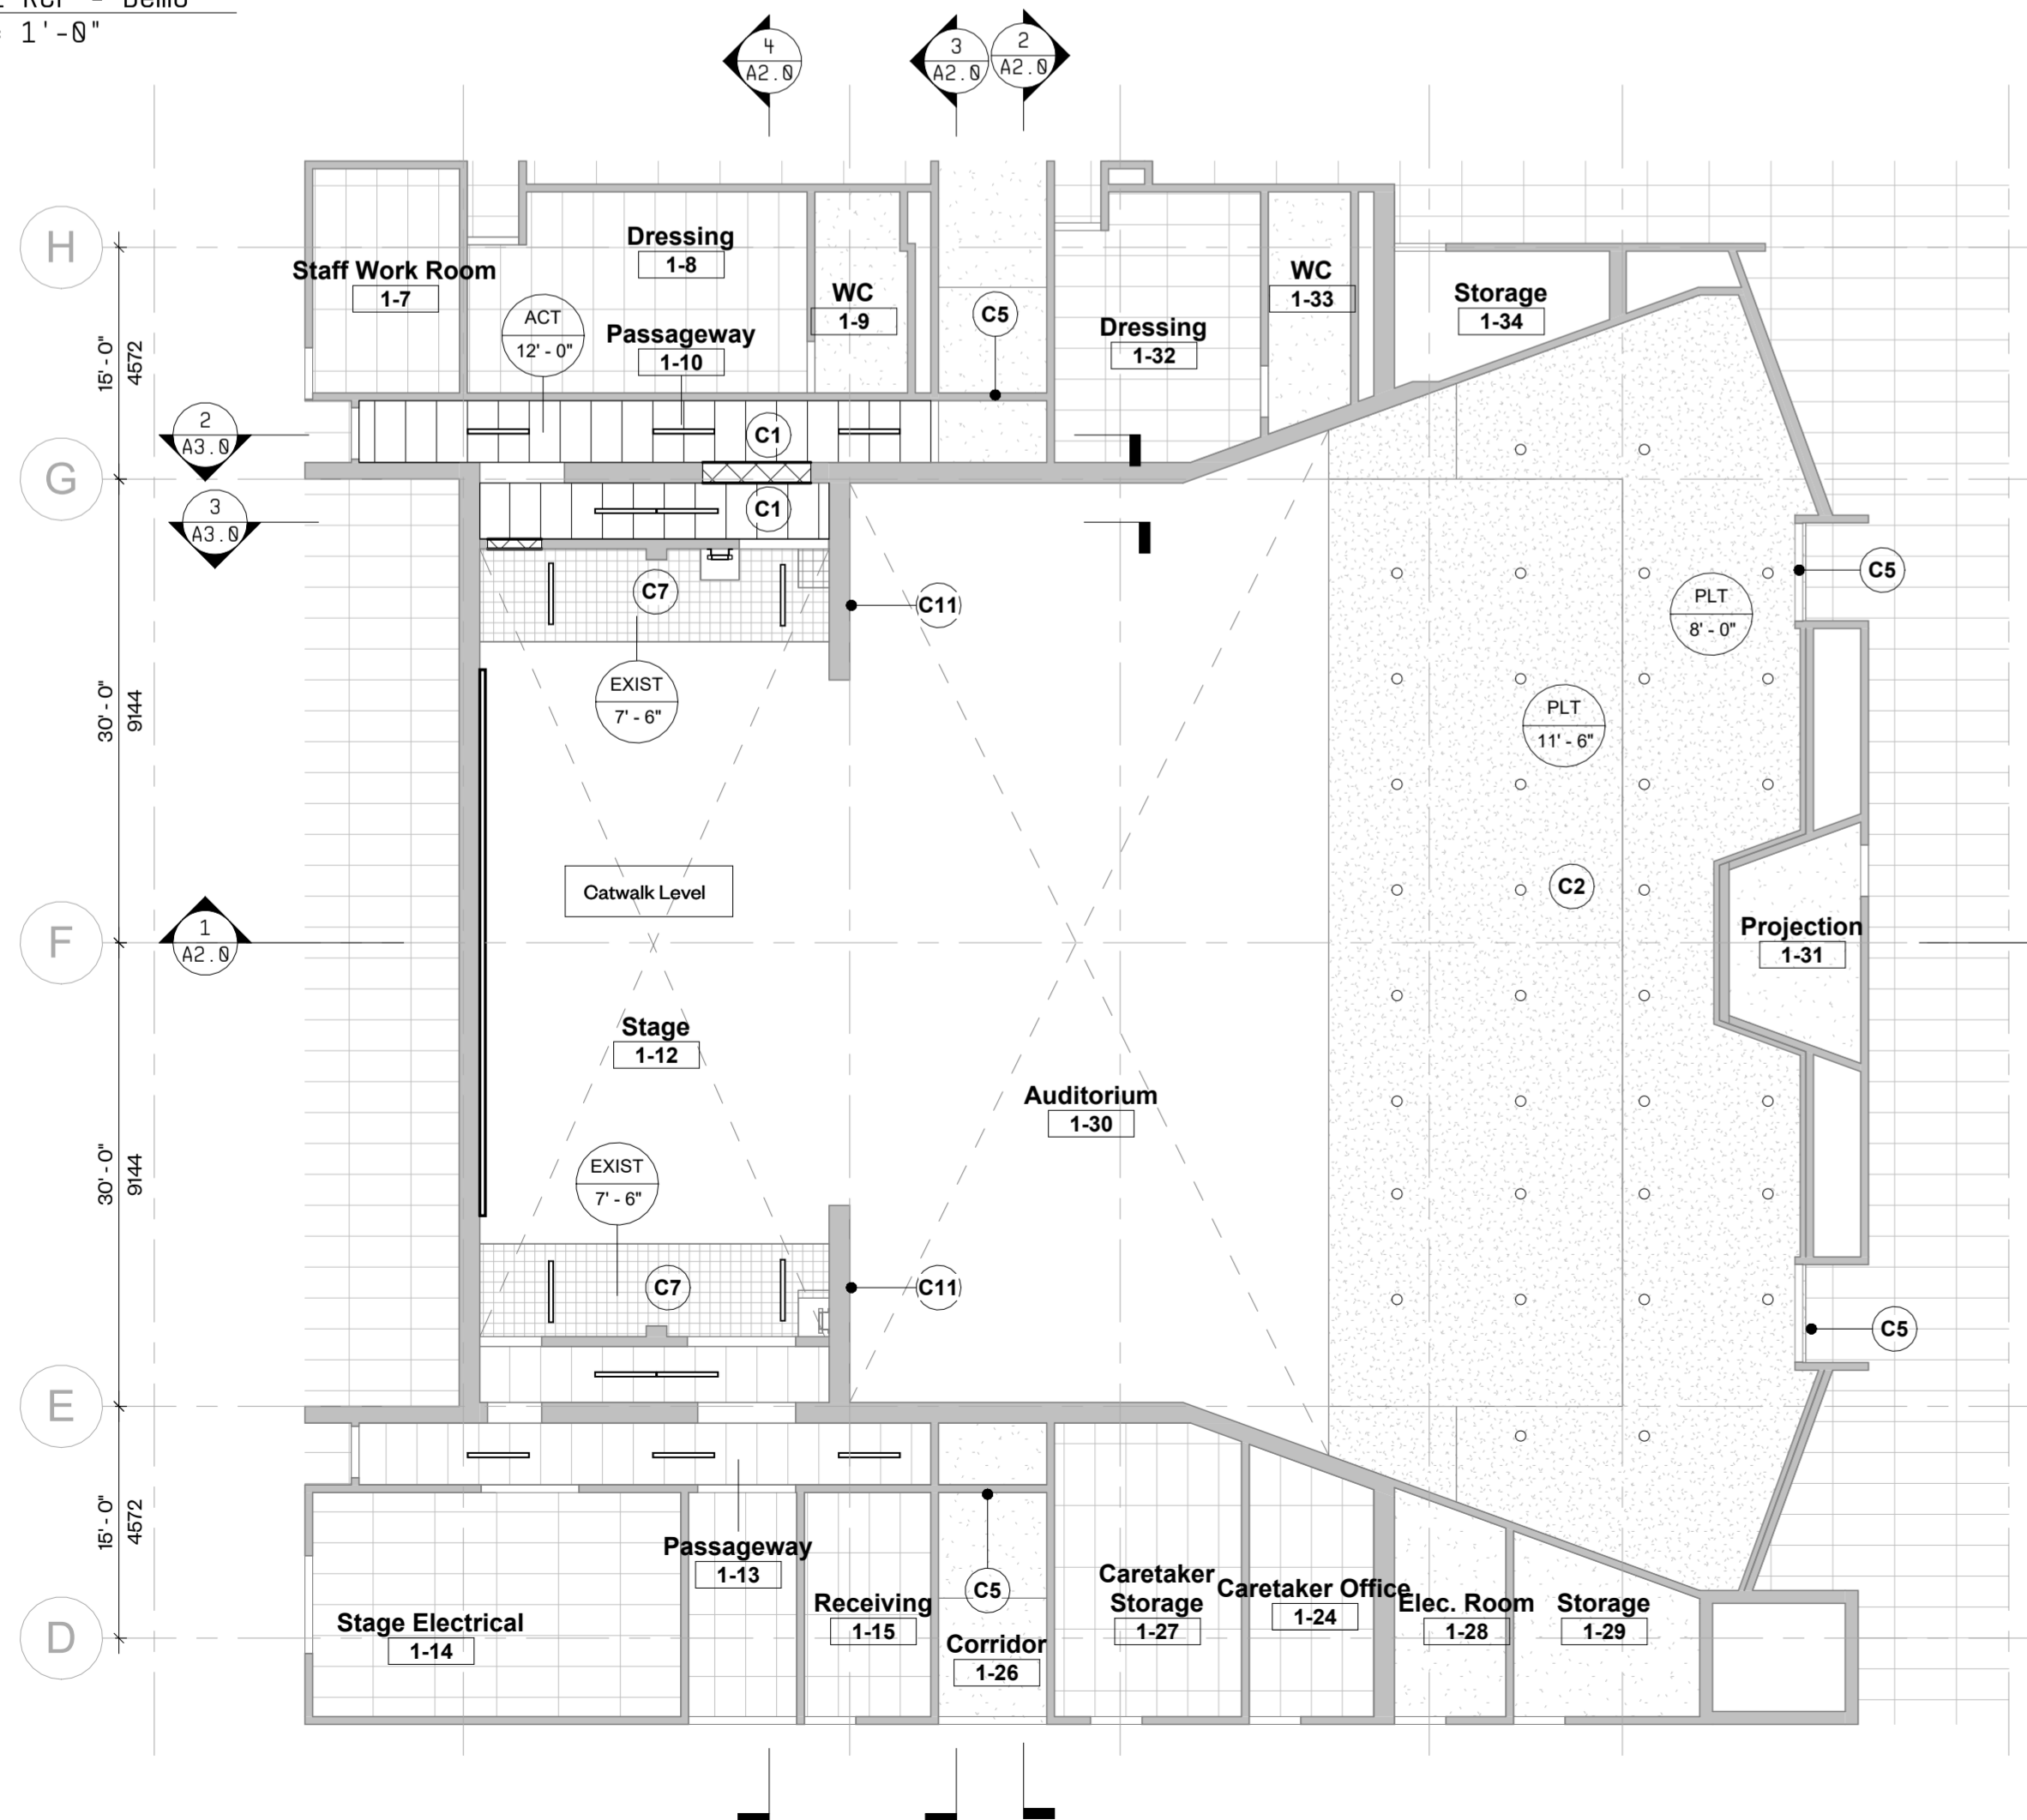 RCP - Demo
1'-0"
4
A2.0
3
A2.0
2
A2.0
H
Staff Work Room
1-7
Dressing
1-8
WC
1-9
Passageway
1-10
ACT
12' - 0"
C5
Dressing
1-32
WC
1-33
Storage
1-34
15' - 0"
4572
2
A3.0
C1
G
C1
3
A3.0
C7
C11
C5
PLT
8' - 0"
EXIST
7' - 6"
PLT
11' - 6"
30' - 0"
9144
Catwalk Level
C2
F
1
A2.0
Projection
1-31
Stage
1-12
Auditorium
1-30
30' - 0"
9144
EXIST
7' - 6"
C7
C11
C5
E
15' - 0"
4572
Passageway
1-13
Stage Electrical
1-14
Receiving
1-15
C5
Corridor
1-26
Caretaker
Storage
1-27
Caretaker Office
1-24
Elec. Room
1-28
Storage
1-29
D